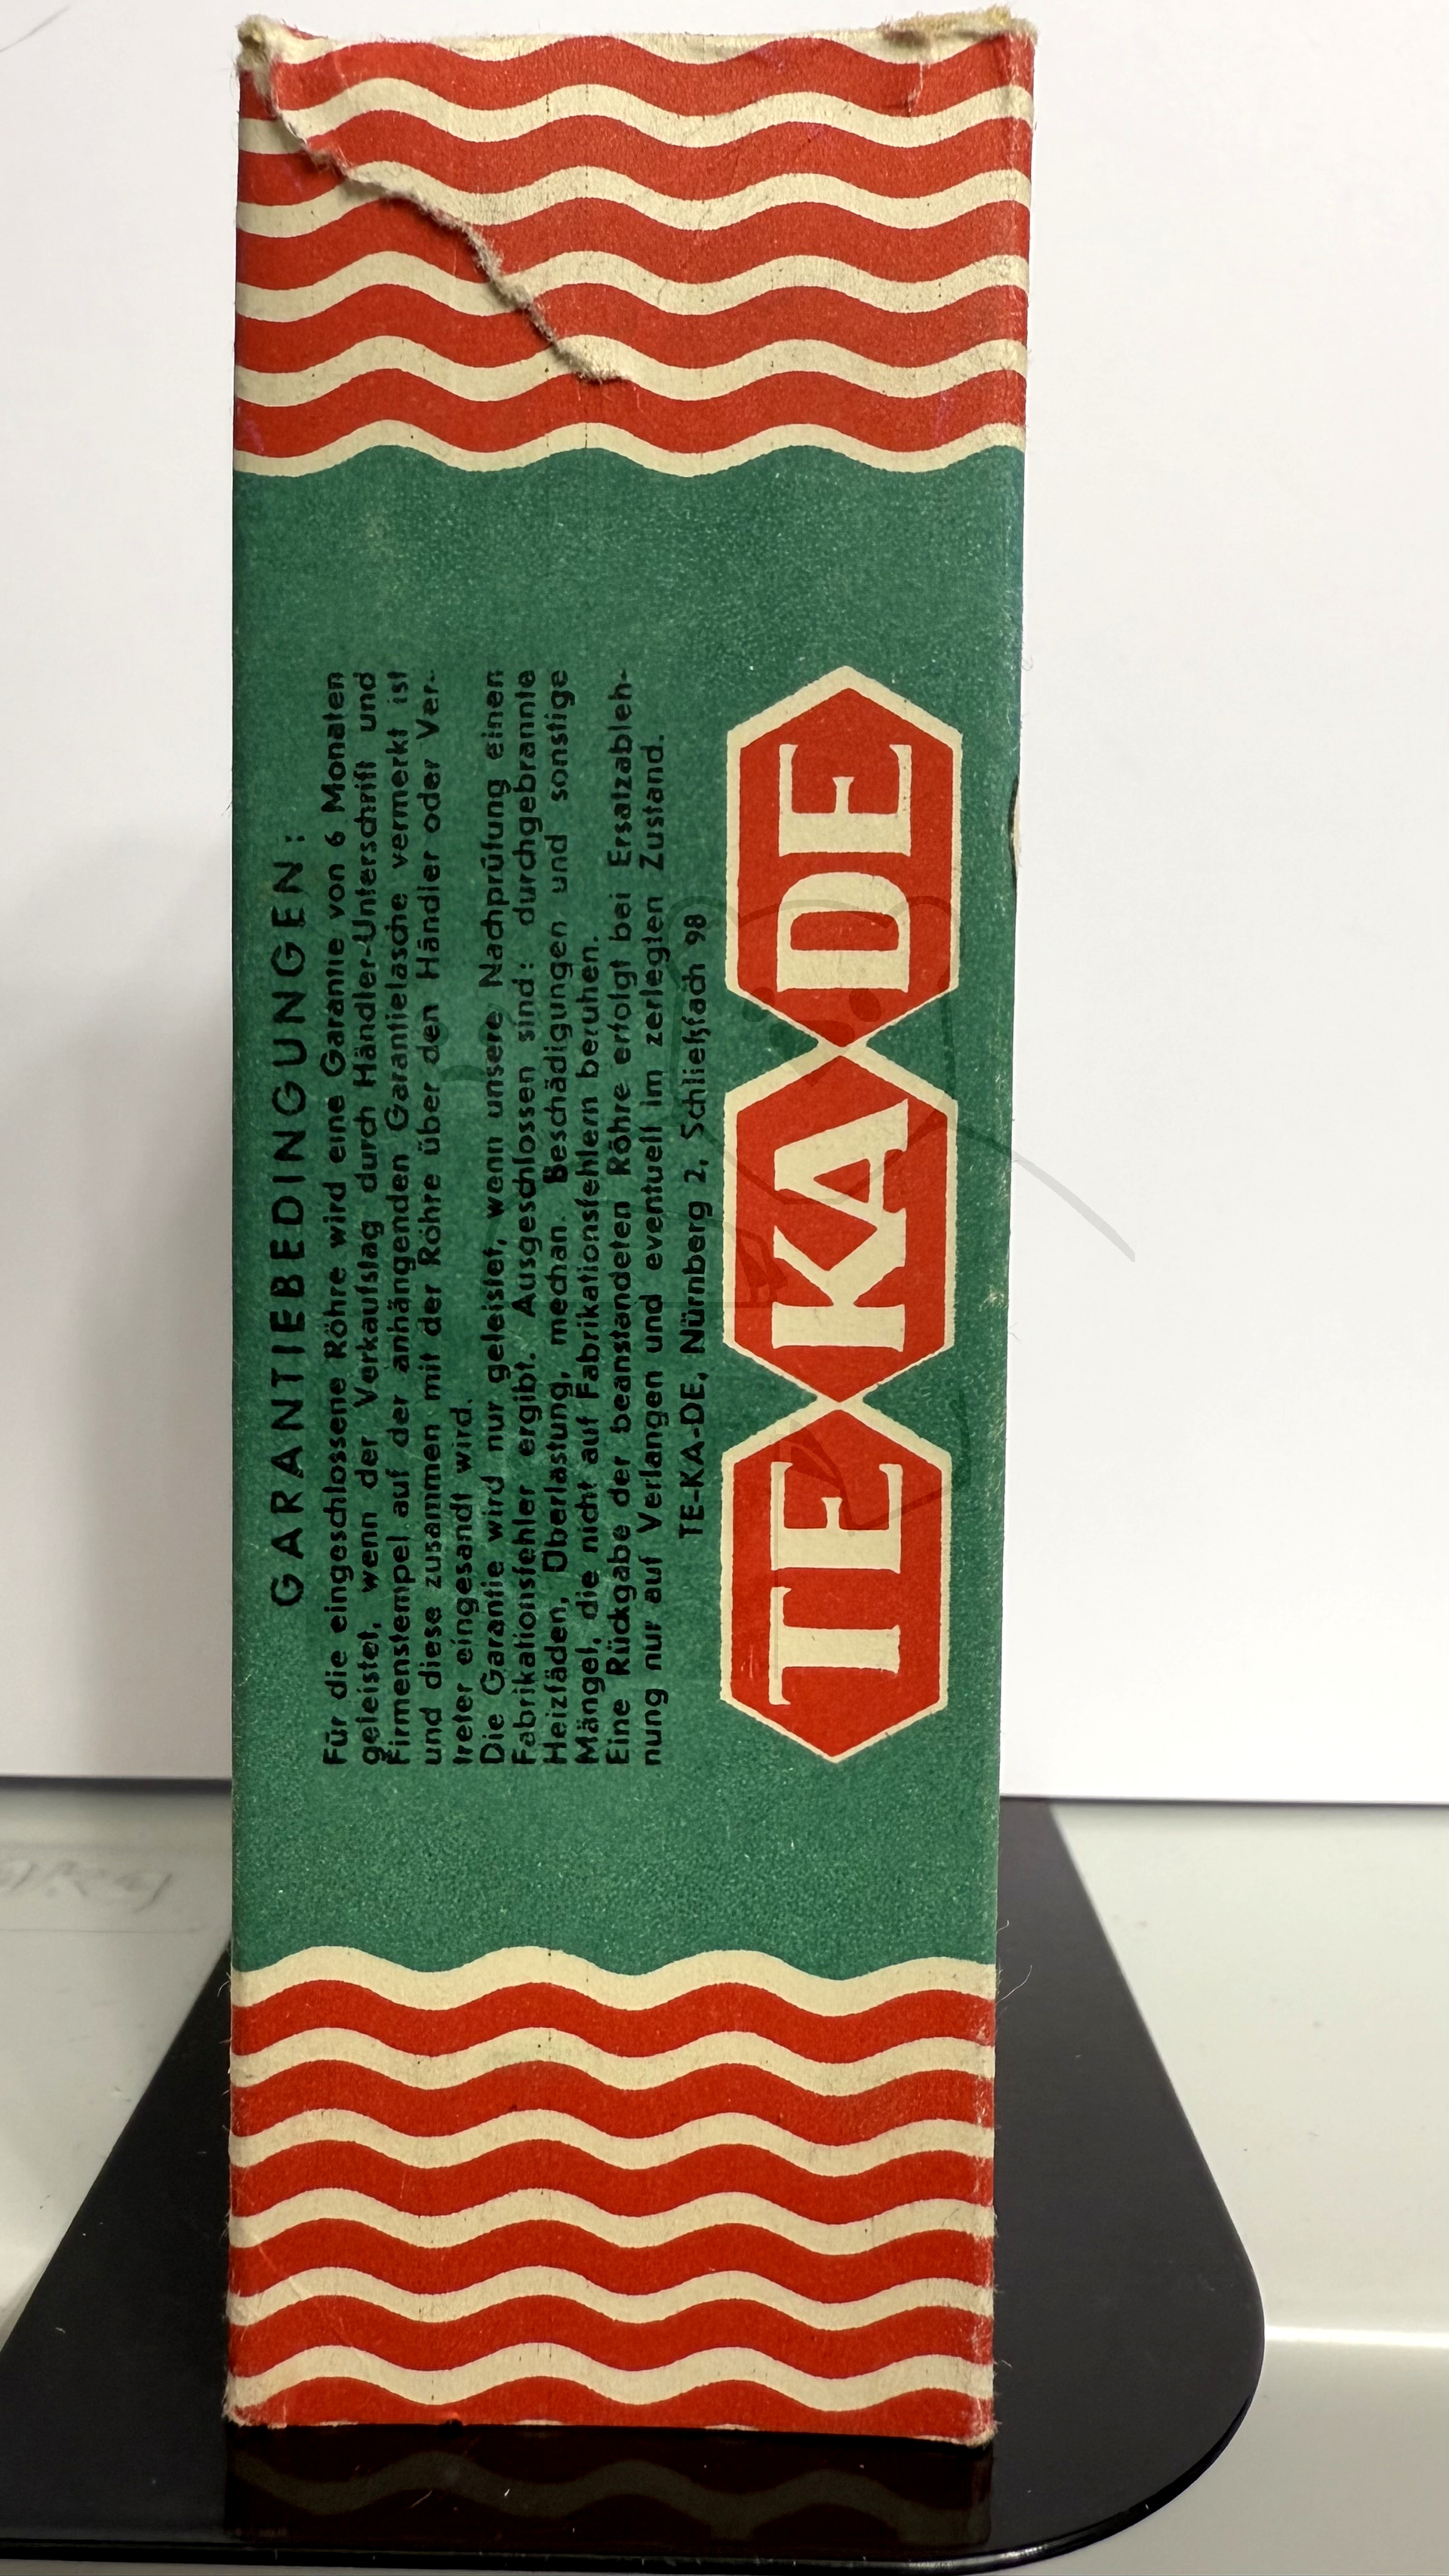 GARANTIEBEDINGUNGEN:
Für die eingeschlossene Röhre wird eine Garantie von 6 Monaten
geleistet, wenn der Verkaufstag durch Händler-Unterschrift und
Firmenstempel auf der anhängenden Garantielasche vermerkt ist
und diese zusammen mit der Röhre über den Händler oder Ver-
treter eingesandt wird.
Die Garantie wird nur geleistet, wenn unsere Nachprüfung einen
Fabrikationsfehler ergibt. Ausgeschlossen sind: durchgebrannte
Heizfäden, Überlastung, mechan. Beschädigungen und sonstige
Mängel, die nicht auf Fabrikationsfehlern beruhen.
Eine Rückgabe der beanstandeten Röhre erfolgt bei Ersatzableh-
nung nur auf Verlangen und eventuell im zerlegten Zustand.
TE-KA-DE, Nürnberg 2, Schließfach 98
TE KA DE